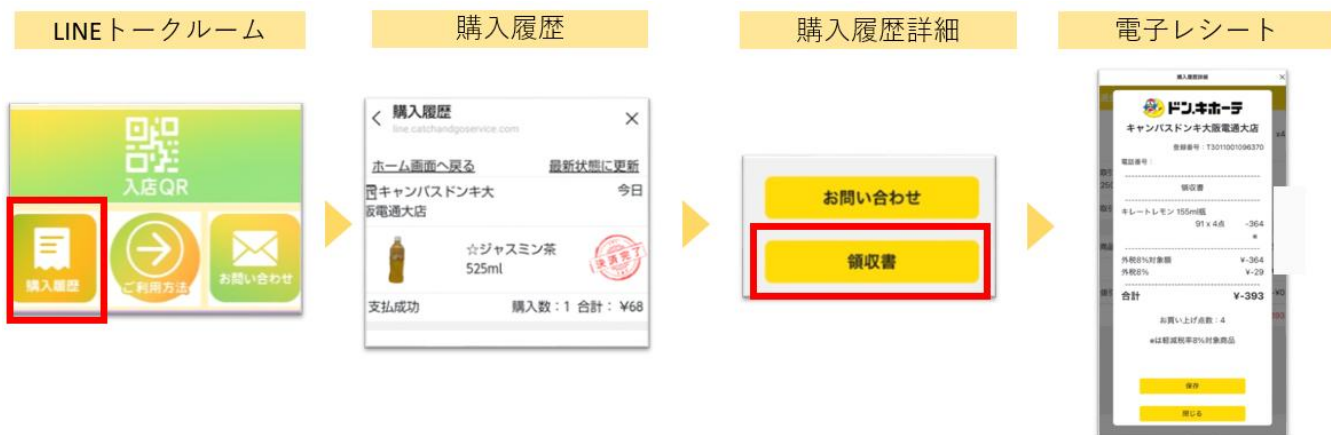 LINEトークルーム
購入履歴
購入履歴詳細
電子レシート
入店QR
購入履歴
ご利用方法
お問い合わせ
購入履歴
line.catchandgoservice.com
ホーム画面へ戻る
最新状態に更新
キャンパスドンキ大
阪電通大店
今日
☆ジャスミン茶
525ml
決済完了
支払成功
購入数:1 合計: ¥68
お問い合わせ
領収書
購入履歴詳細
ドン.キホーテ
キャンパスドンキ大阪電通大店
登録番号:T3011001096370
電話番号:
領収書
キレートレモン 155ml瓶
91 x 4点 -364
※
外税8%対象額 ¥-364
外税8% ¥-29
合計 ¥-393
お買い上げ点数:4
※は軽減税率8%対象商品
保存
閉じる